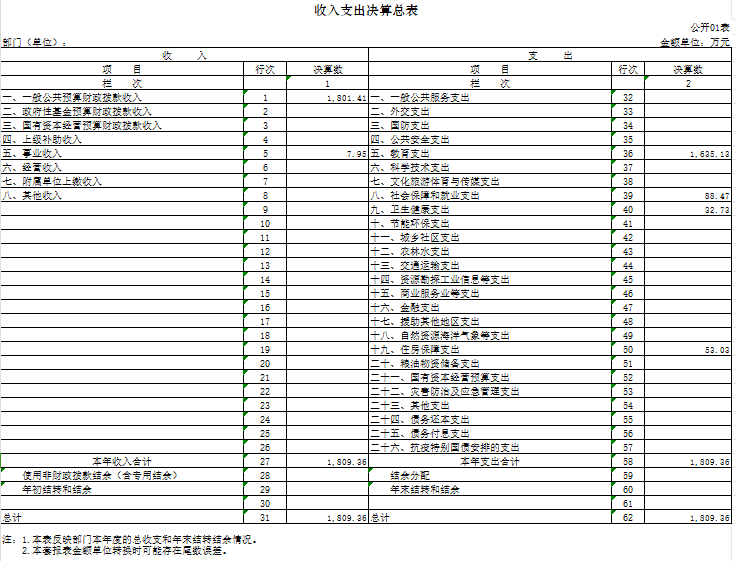 收入支出决算总表
公开01表
部门（单位）： 金额单位：万元
收 入 支 出
项 目 行次 决算数 项 目 行次 决算数
栏 次 1 栏 次 2
一、一般公共预算财政拨款收入 1 1,801.41 一、一般公共服务支出 32
二、政府性基金预算财政拨款收入 2 二、外交支出 33
三、国有资本经营预算财政拨款收入 3 三、国防支出 34
四、上级补助收入 4 四、公共安全支出 35
五、事业收入 5 7.95 五、教育支出 36 1,635.13
六、经营收入 6 六、科学技术支出 37
七、附属单位上缴收入 7 七、文化旅游体育与传媒支出 38
八、其他收入 8 八、社会保障和就业支出 39 88.47
9 九、卫生健康支出 40 32.73
10 十、节能环保支出 41
11 十一、城乡社区支出 42
12 十二、农林水支出 43
13 十三、交通运输支出 44
14 十四、资源勘探工业信息等支出 45
15 十五、商业服务业等支出 46
16 十六、金融支出 47
17 十七、援助其他地区支出 48
18 十八、自然资源海洋气象等支出 49
19 十九、住房保障支出 50 53.03
20 二十、粮油物资储备支出 51
21 二十一、国有资本经营预算支出 52
22 二十二、灾害防治及应急管理支出 53
23 二十三、其他支出 54
24 二十四、债务还本支出 55
25 二十五、债务付息支出 56
26 二十六、抗疫特别国债安排的支出 57
本年收入合计 27 1,809.36 本年支出合计 58 1,809.36
使用非财政拨款结余（含专用结余） 28 结余分配 59
年初结转和结余 29 年末结转和结余 60
30 61
总计 31 1,809.36 总计 62 1,809.36
注：1.本表反映部门本年度的总收支和年末结转结余情况。
2.本套报表金额单位转换时可能存在尾数误差。